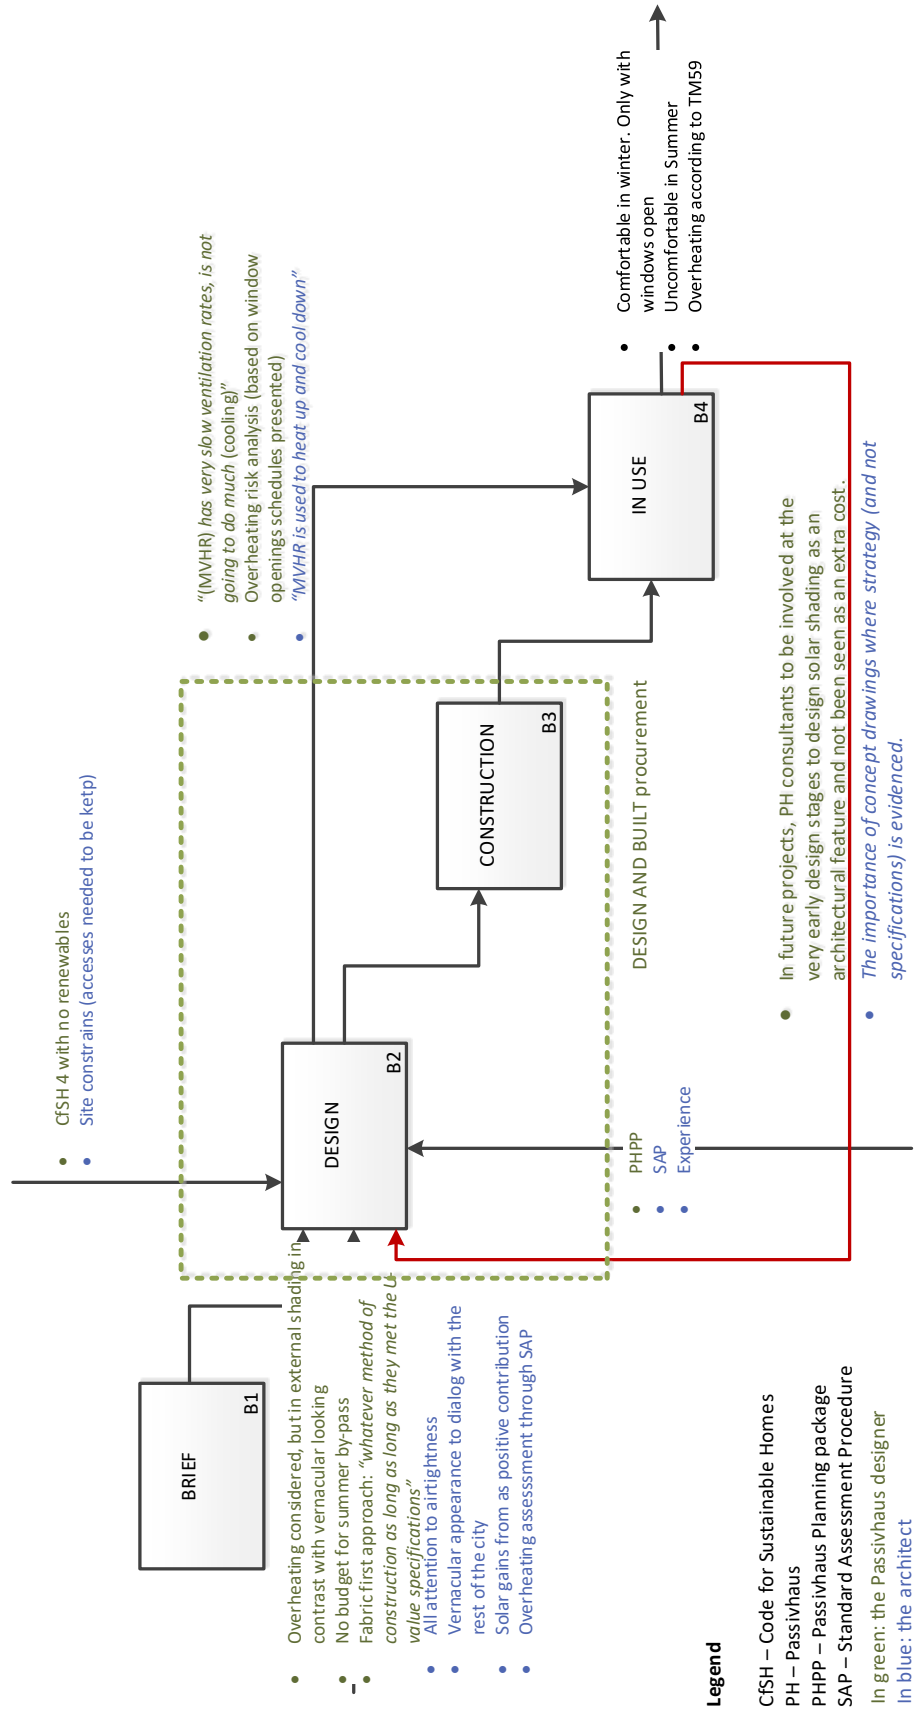 CfSH 4 with no renewables
Site constrains (accesses needed to be ketp)
BRIEF
B1
Overheating considered, but in external shading in
contrast with vernacular looking
No budget for summer by-pass
Fabric first approach: “whatever method of
construction as long as long as they met the U-
value specifications”
All attention to airtightness
Vernacular appearance to dialog with the
rest of the city
Solar gains from as positive contribution
Overheating assesssment through SAP
DESIGN
B2
PHPP
SAP
Experience
CONSTRUCTION
B3
DESIGN AND BUILT procurement
“(MVHR) has very slow ventilation rates, is not
going to do much (cooling)”
Overheating risk analysis (based on window
openings schedules presented)
“MVHR is used to heat up and cool down”
IN USE
B4
Comfortable in winter. Only with
windows open
Uncomfortable in Summer
Overheating according to TM59
In future projects, PH consultants to be involved at the
very early design stages to design solar shading as an
architectural feature and not been seen as an extra cost.
The importance of concept drawings where strategy (and not
specifications) is evidenced.
Legend
CfSH – Code for Sustainable Homes
PH – Passivhaus
PHPP – Passivhaus Planning package
SAP – Standard Assessment Procedure
In green: the Passivhaus designer
In blue: the architect